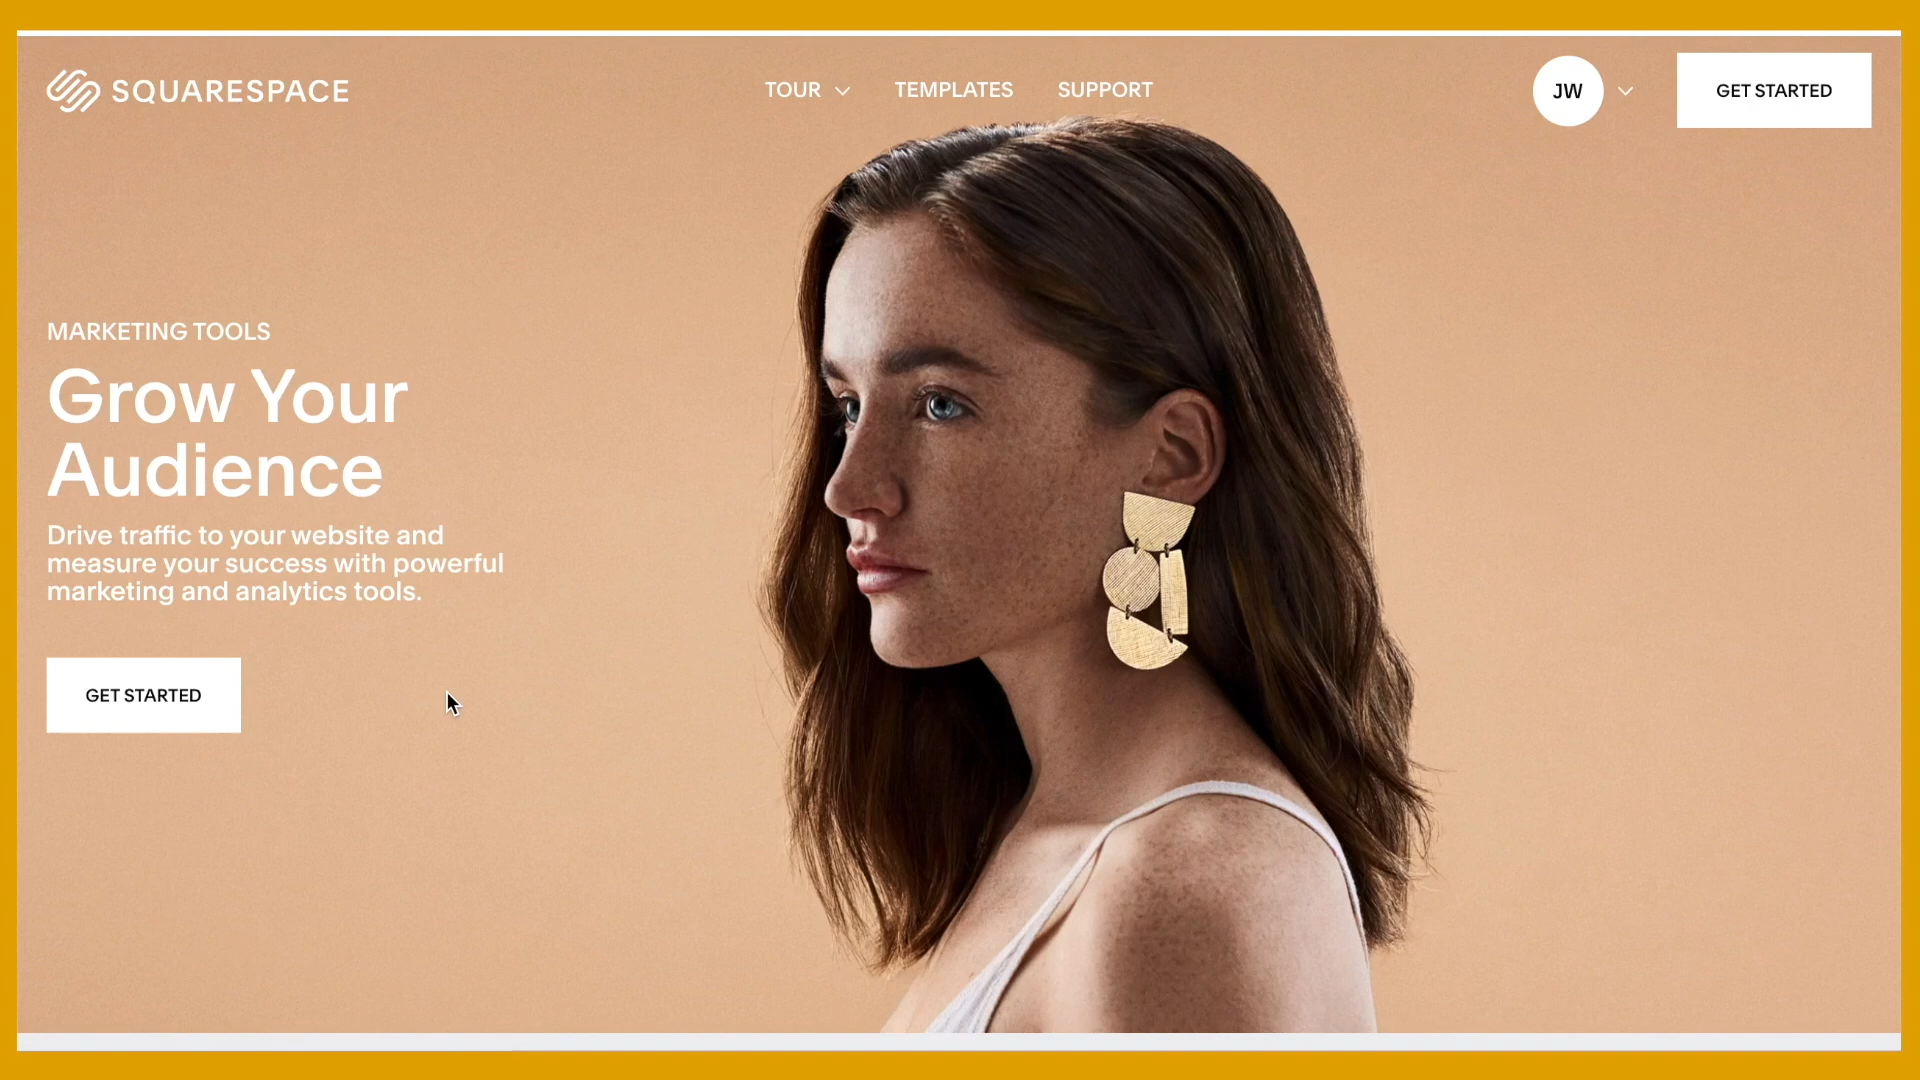 SQUARESPACE
TOUR
TEMPLATES
SUPPORT
JW
GET STARTED
MARKETING TOOLS
Grow Your
Audience
Drive traffic to your website and
measure your success with powerful
marketing and analytics tools.
GET STARTED